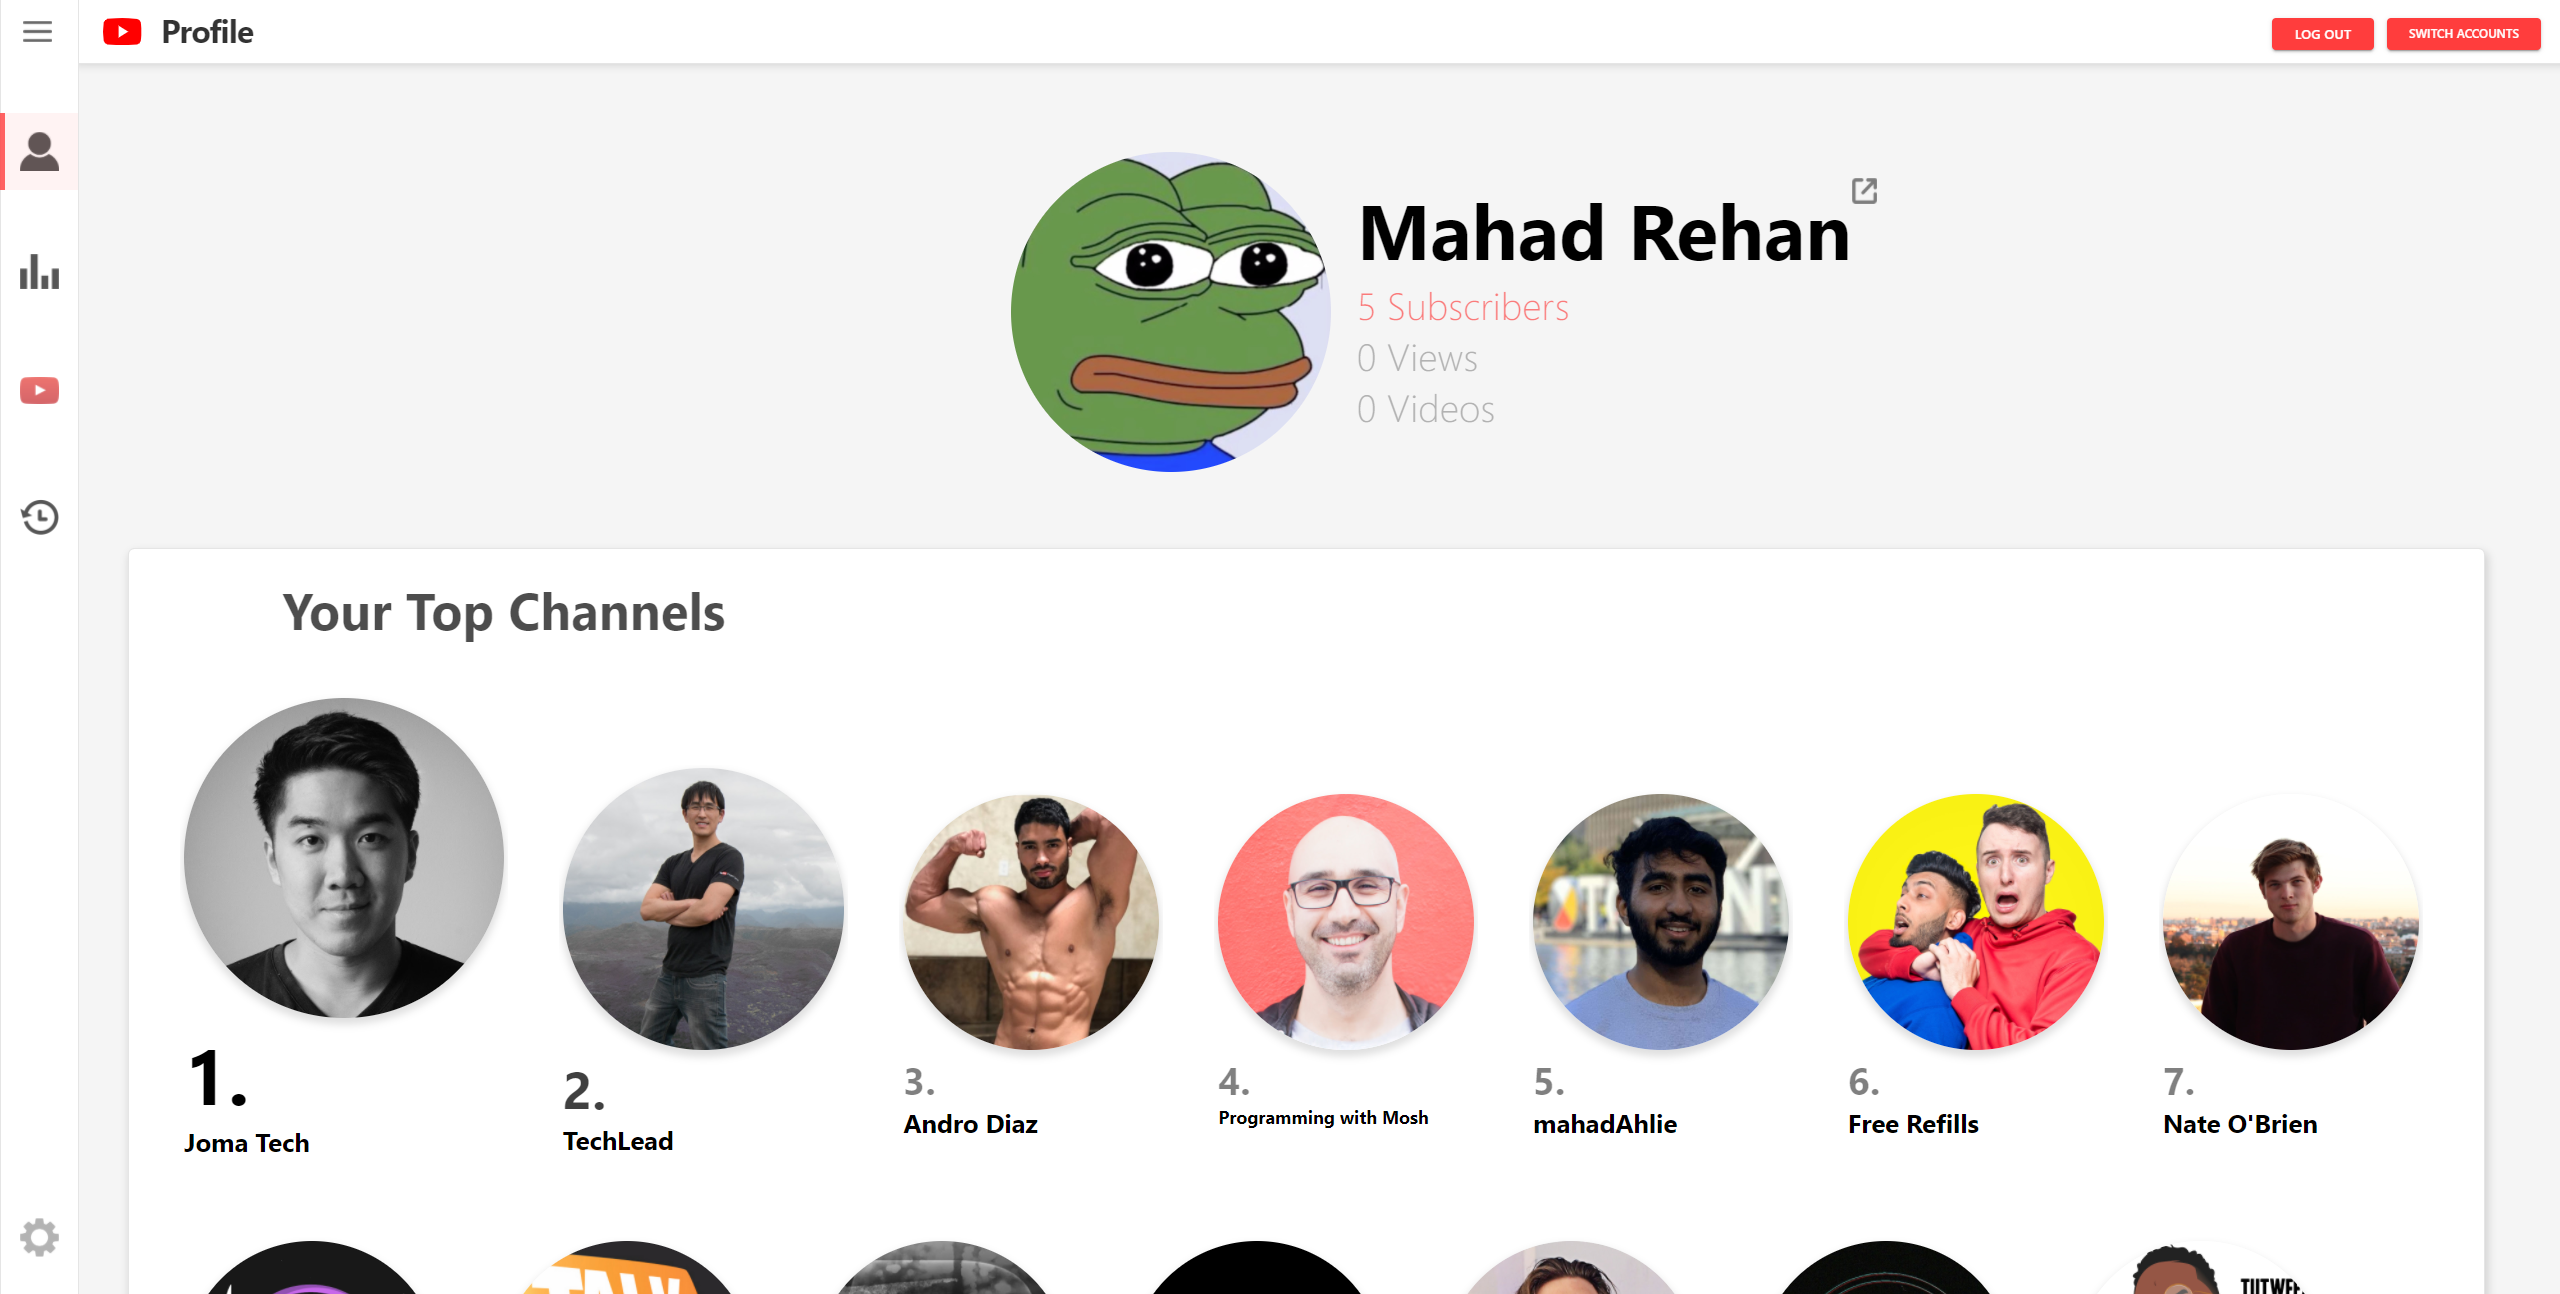 Profile
LOG OUT
SWITCH ACCOUNTS
Mahad Rehan
5 Subscribers
0 Views
0 Videos
Your Top Channels
1.
Joma Tech
2.
TechLead
3.
Andro Diaz
4.
Programming with Mosh
5.
mahadAhlie
6.
Free Refills
7.
Nate O'Brien